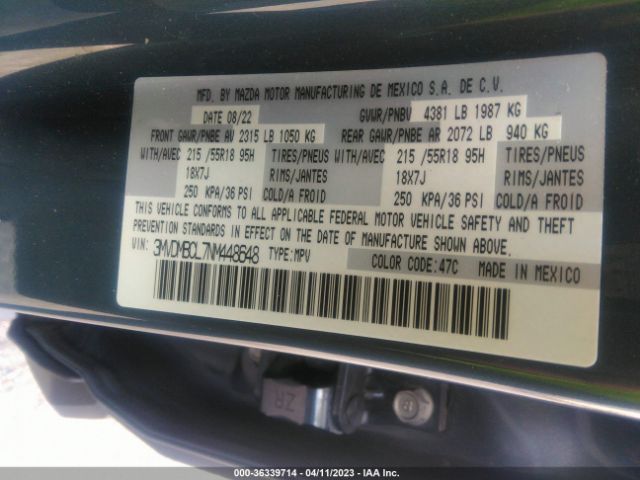 MFD. BY MAZDA MOTOR MANUFACTURING DE MEXICO S.A. DE C.V.
DATE 08/22 GVWR/PNBV 4381 LB 1987 KG
FRONT GAWR/PNBE AV 2315 LB 1050 KG REAR GAWR/PNBE AR 2072 LB 940 KG
WITH/AVEC 215 /55R18 95H TIRES/PNEUS WITH/AVEC 215 /55R18 95H TIRES/PNEUS
18X7J RIMS/JANTES 18X7J RIMS/JANTES
250 KPA/36 PSI COLD/A FROID 250 KPA/36 PSI COLD/A FROID
THIS VEHICLE CONFORMS TO ALL APPLICABLE FEDERAL MOTOR VEHICLE SAFETY AND THEFT
PREVENTION STANDARDS IN EFFECT ON THE DATE OF MANUFACTURE SHOWN ABOVE.
VIN: 3MVDMBCL7NM448648 TYPE:MPV COLOR CODE:47C MADE IN MEXICO
ZR
© 36339714 - 04/11/2023 - IAA Inc.